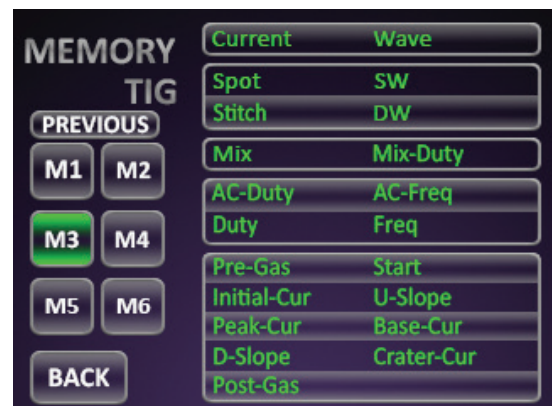 MEMORY
TIG
PREVIOUS
M1 M2
M3 M4
M5 M6
BACK
Current Wave
Spot SW
Stitch DW
Mix Mix-Duty
AC-Duty AC-Freq
Duty Freq
Pre-Gas Start
Initial-Cur U-Slope
Peak-Cur Base-Cur
D-Slope Crater-Cur
Post-Gas